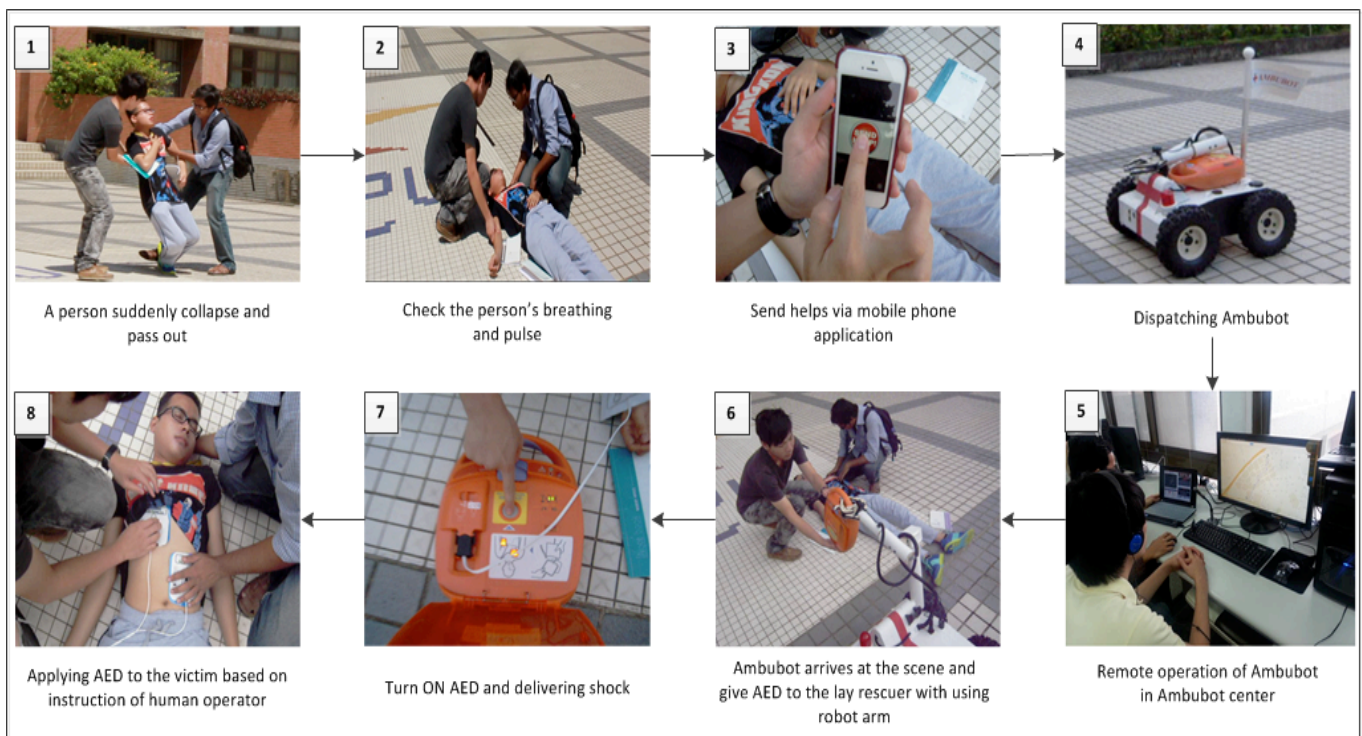 1
A person suddenly collapse and
pass out
2
Check the person's breathing
and pulse
3
SEND
Send helps via mobile phone
application
4
AMBUBOT
Dispatching Ambubot
5
Remote operation of Ambubot
in Ambubot center
6
Ambubot arrives at the scene and
give AED to the lay rescuer with using
robot arm
7
Turn ON AED and delivering shock
8
Applying AED to the victim based on
instruction of human operator